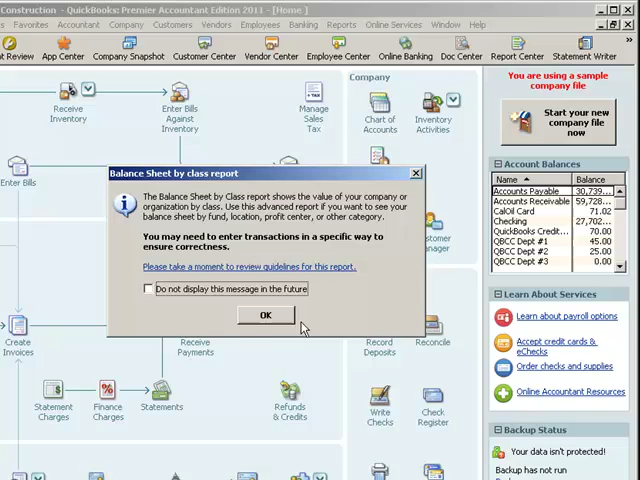 Construction - QuickBooks: Premier Accountant Edition 2011 - [Home ]
Favorites Accountant Company Customers Vendors Employees Banking Reports Online Services Window Help
t Review App Center Company Snapshot Customer Center Vendor Center Employee Center Online Banking Doc Center Report Center Statement Writer
You are using a sample
company file
Start your new
company file
now
Company
Receive
Inventory
Enter Bills
Against
Inventory
Manage
Sales
Tax
Chart of
Accounts
Inventory
Activities
Enter Bills
Account Balances
Name Balance
Accounts Payable 30,739...
Accounts Receivable 59,728...
CalOil Card 71.02
Checking 27,702...
QuickBooks Credit... 70.00
QBCC Dept #1 45.00
QBCC Dept #2 25.00
QBCC Dept #3 0.00
Balance Sheet by class report
The Balance Sheet by Class report shows the value of your company or
organization by class. Use this advanced report if you want to see your
balance sheet by fund, location, profit center, or other category.
You may need to enter transactions in a specific way to
ensure correctness.
Please take a moment to review guidelines for this report.
Do not display this message in the future
OK
ustomer
anager
Learn About Services
Learn about payroll options
Accept credit cards &
eChecks
Order checks and supplies
Online Accountant Resources
Create
Invoices
Receive
Payments
Record
Deposits
Reconcile
Statement
Charges
Finance
Charges
Statements
Refunds
& Credits
Write
Checks
Check
Register
Backup Status
Your data isn't protected!
Backup has not run